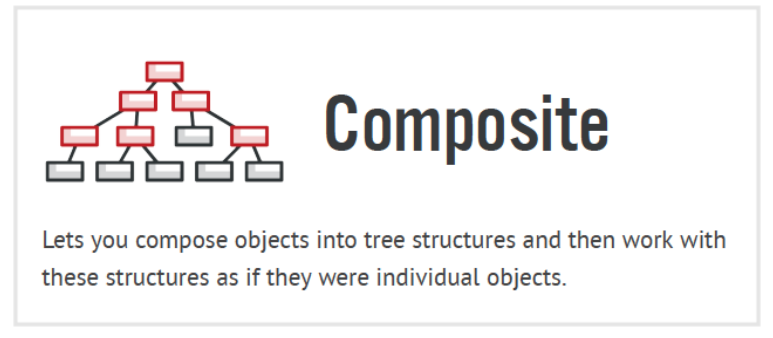 Composite
Lets you compose objects into tree structures and then work with
these structures as if they were individual objects.